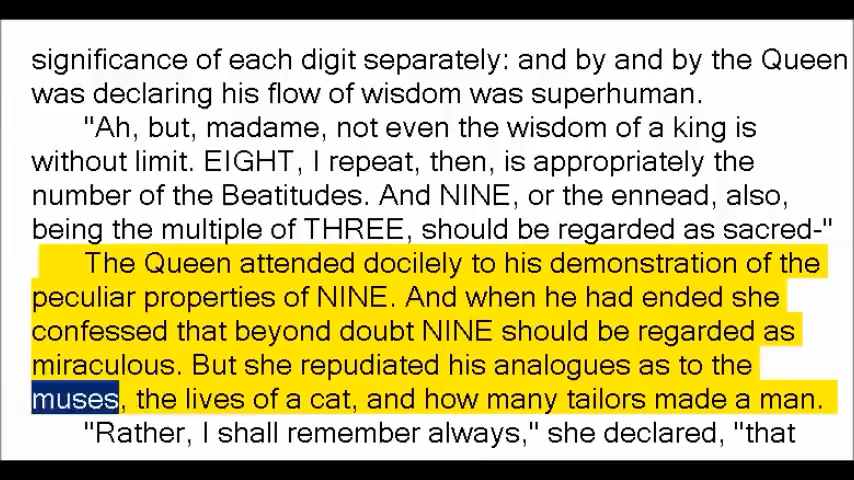 significance of each digit separately: and by and by the Queen
was declaring his flow of wisdom was superhuman.
"Ah, but, madame, not even the wisdom of a king is
without limit. EIGHT, I repeat, then, is appropriately the
number of the Beatitudes. And NINE, or the ennead, also,
being the multiple of THREE, should be regarded as sacred-"
The Queen attended docilely to his demonstration of the
peculiar properties of NINE. And when he had ended she
confessed that beyond doubt NINE should be regarded as
miraculous. But she repudiated his analogues as to the
muses, the lives of a cat, and how many tailors made a man.
"Rather, I shall remember always," she declared, "that